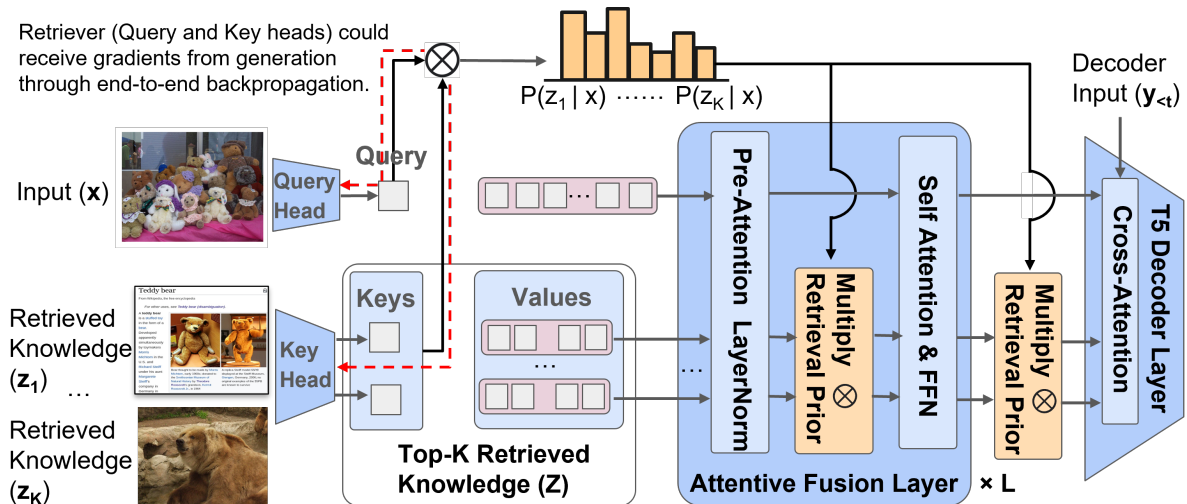 Retriever (Query and Key heads) could
receive gradients from generation
through end-to-end backpropagation.
P(z1 | x) ······ P(zK | x)
Decoder
Input (y<t)
Input (x)
Query
Head
Query
Pre-Attention LayerNorm
Multiply
Retrieval Prior
Self Attention & FFN
Multiply
Retrieval Prior
Cross-Attention
T5 Decoder Layer
Retrieved
Knowledge
(z1)
...
Retrieved
Knowledge
(zK)
Teddy bear
Key
Head
Keys
Values
...
...
...
Top-K Retrieved
Knowledge (Z)
Attentive Fusion Layer
× L